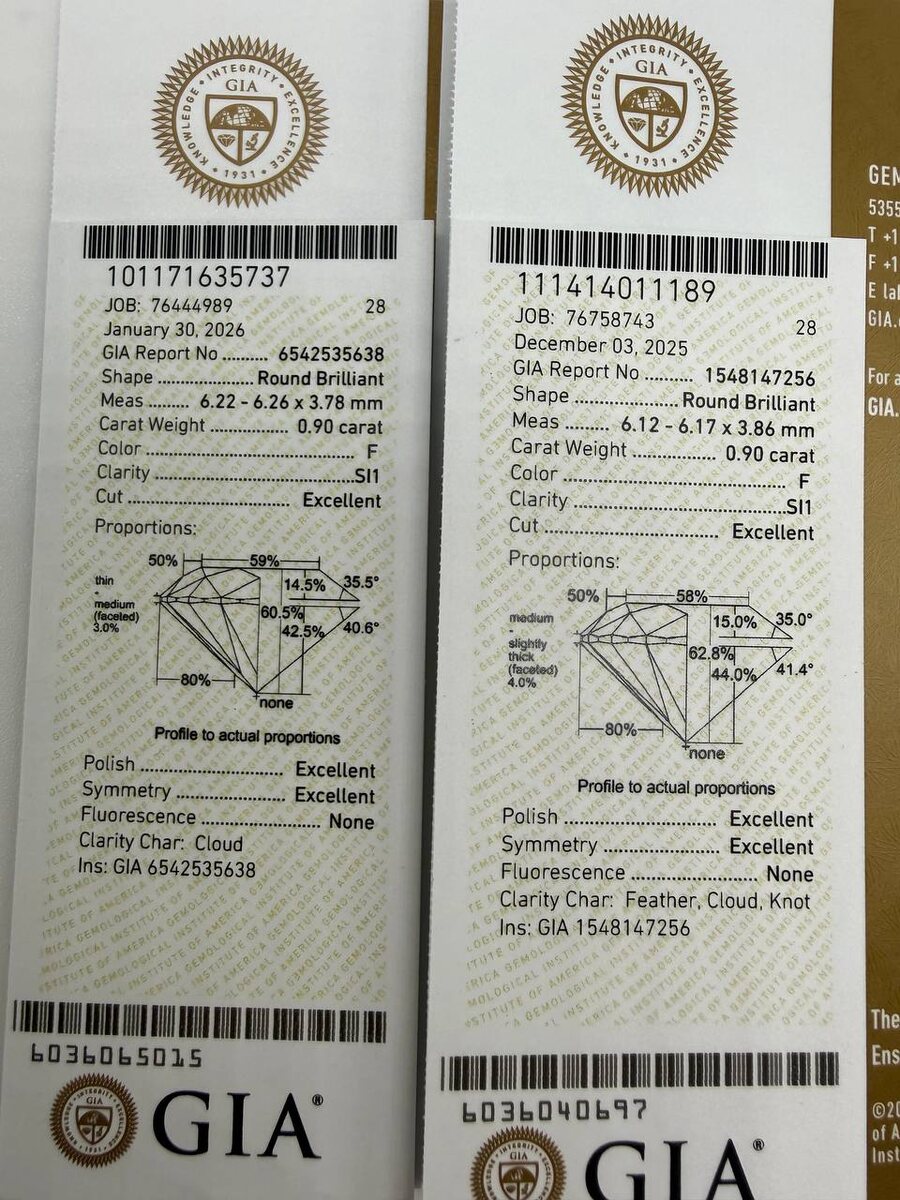 KNOWLEDGE • INTEGRITY • EXCELLENCE
GIA
• 1931 •
101171635737
JOB: 76444989 28
January 30, 2026
GIA Report No .......... 6542535638
Shape ..................... Round Brilliant
Meas ......... 6.22 - 6.26 x 3.78 mm
Carat Weight ................. 0.90 carat
Color ............................................. F
Clarity .........................................SI1
Cut ................................... Excellent
Proportions:
50% 59%
14.5% 35.5°
thin
-
medium
(faceted)
3.0%
60.5%
42.5% 40.6°
80%
none
Profile to actual proportions
Polish .............................. Excellent
Symmetry ....................... Excellent
Fluorescence ......................... None
Clarity Char: Cloud
Ins: GIA 6542535638
6036065015
GIA®
KNOWLEDGE • INTEGRITY • EXCELLENCE
GIA
• 1931 •
111414011189
JOB: 76758743 28
December 03, 2025
GIA Report No .......... 1548147256
Shape ..................... Round Brilliant
Meas ......... 6.12 - 6.17 x 3.86 mm
Carat Weight ................. 0.90 carat
Color ............................................. F
Clarity .........................................SI1
Cut ................................... Excellent
Proportions:
50% 58%
15.0% 35.0°
medium
-
slightly
thick
(faceted)
4.0%
62.8%
44.0% 41.4°
80%
none
Profile to actual proportions
Polish .............................. Excellent
Symmetry ....................... Excellent
Fluorescence ......................... None
Clarity Char: Feather, Cloud, Knot
Ins: GIA 1548147256
6036040697
GIA®
GEM
5355
T +1
F +1
E lab
GIA.
For a
GIA.
The
Ens
©20
of A
Inst